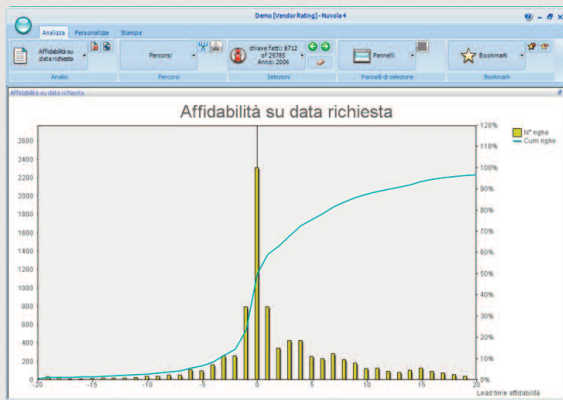 Demo [Vendor Rating] - Nuvola 4
Analizza Personalizza Stampa
Affidabilità su data richiesta
Percorsi
chiave fatti: 8712 of 29785 Anno: 2006
Pannelli
Bookmark
Analisi
Percorsi
Selezioni
Pannelli di selezione
Bookmark
Affidabilità su data richiesta
Affidabilità su data richiesta
N° righe
Cum righe
2600
2400
2200
2000
1800
1600
1400
1200
1000
800
600
400
200
0
120%
110%
100%
90%
80%
70%
60%
50%
40%
30%
20%
10%
0%
-20 -15 -10 -5 0 5 10 15 20
Lead time affidabilità